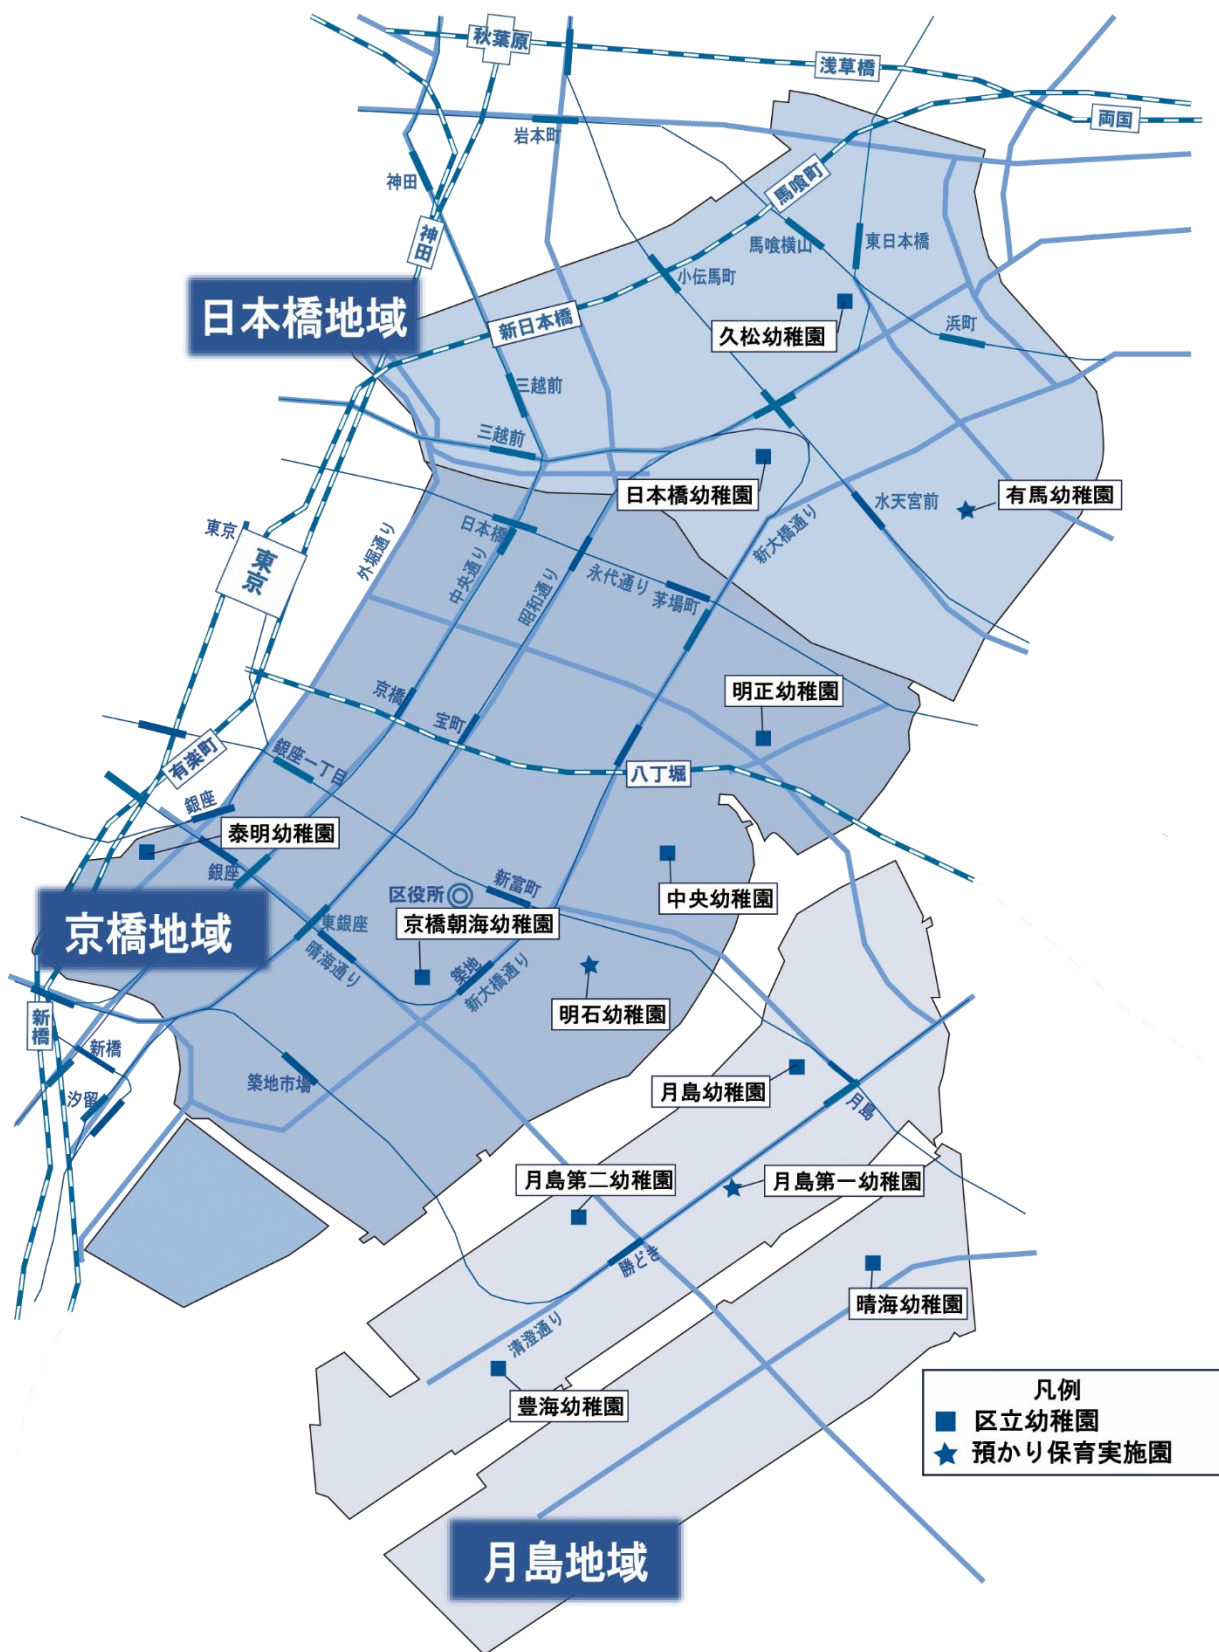 秋葉原
浅草橋
両国
岩本町
神田
馬喰町
神田
馬喰横山
東日本橋
小伝馬町
日本橋地域
新日本橋
久松幼稚園
浜町
三越前
三越前
日本橋幼稚園
有馬幼稚園
水天宮前
東京
東京
日本橋
外堀通り
中央通り
昭和通り
永代通り
茅場町
新大橋通り
明正幼稚園
京橋
宝町
有楽町
銀座一丁目
八丁堀
銀座
泰明幼稚園
銀座
区役所
新富町
中央幼稚園
京橋地域
東銀座
京橋朝海幼稚園
晴海通り
築地
新大橋通り
明石幼稚園
新橋
新橋
汐留
築地市場
月島幼稚園
月島
月島第二幼稚園
月島第一幼稚園
勝どき
晴海幼稚園
清澄通り
豊海幼稚園
凡例
区立幼稚園
預かり保育実施園
月島地域